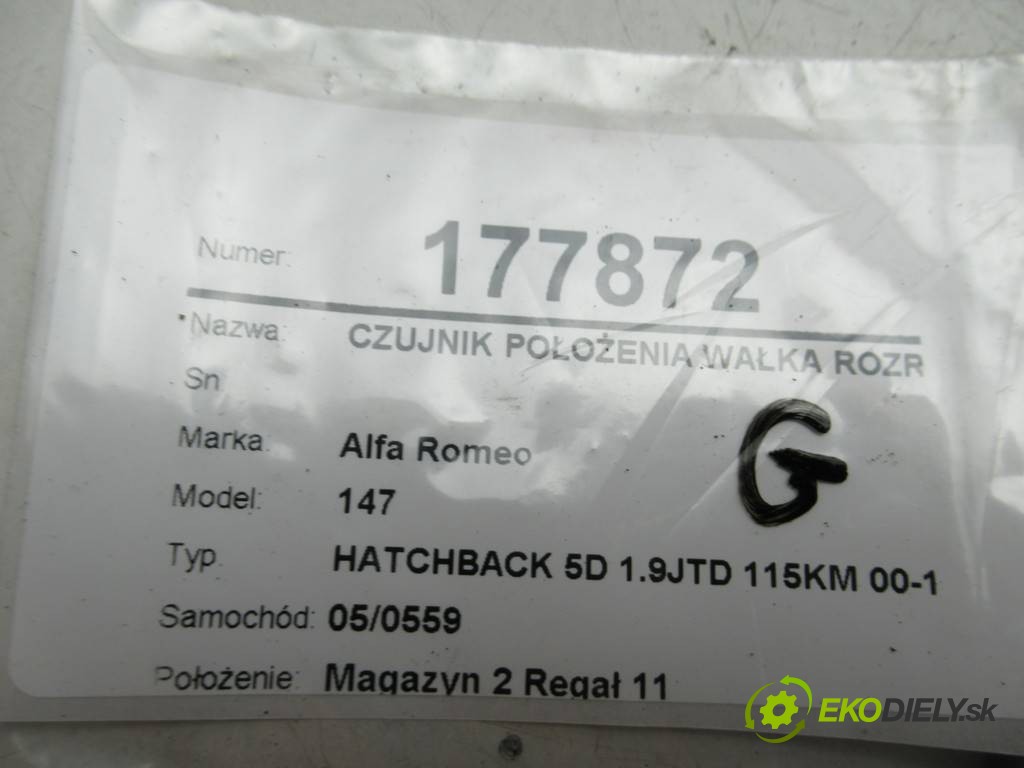 Numer: 177872
Nazwa: CZUJNIK POŁOŻENIA WAŁKA ROZR
Sn
Marka: Alfa Romeo
G
Model: 147
Typ: HATCHBACK 5D 1.9JTD 115KM 00-1
Samochód: 05/0559
Położenie: Magazyn 2 Regał 11
EKODIELY.sk